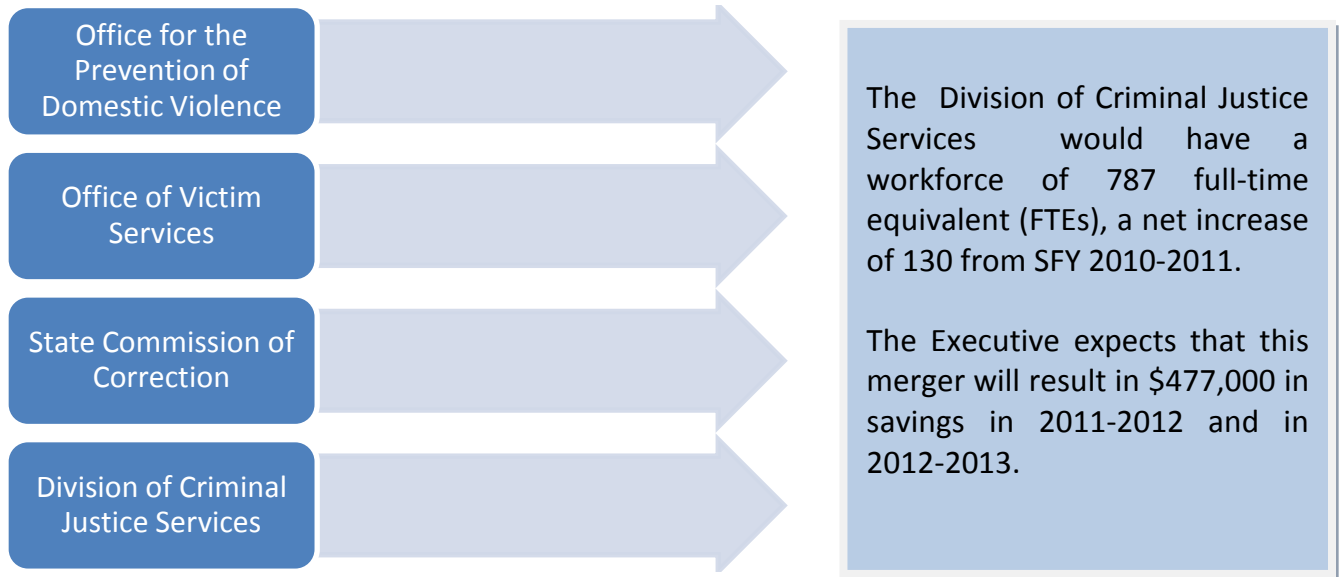 Office for the
Prevention of
Domestic Violence
Office of Victim
Services
State Commission of
Correction
Division of Criminal
Justice Services
The Division of Criminal Justice
Services would have a
workforce of 787 full-time
equivalent (FTEs), a net increase
of 130 from SFY 2010-2011.
The Executive expects that this
merger will result in $477,000 in
savings in 2011-2012 and in
2012-2013.